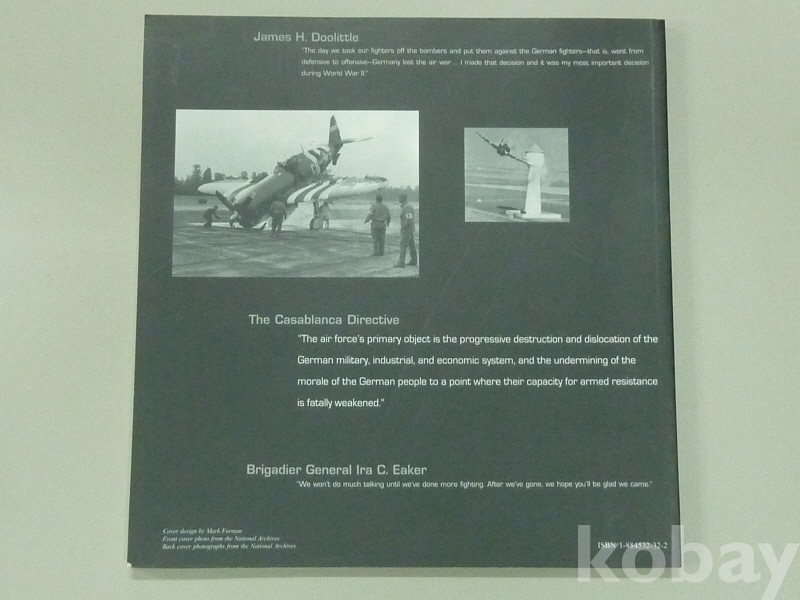 James H. Doolittle
"The day we took our fighters off the bombers and put them against the German fighters—that is, went from
defensive to offensive—Germany lost the air war ... I made that decision and it was my most important decision
during World War II."
The Casablanca Directive
"The air force's primary object is the progressive destruction and dislocation of the
German military, industrial, and economic system, and the undermining of the
morale of the German people to a point where their capacity for armed resistance
is fatally weakened."
Brigadier General Ira C. Eaker
"We won't do much talking until we've done more fighting. After we've gone, we hope you'll be glad we came."
Cover design by Mark Forman
Front cover photo from the National Archives
Back cover photographs from the National Archives
ISBN 1-884532-32-2
kobay